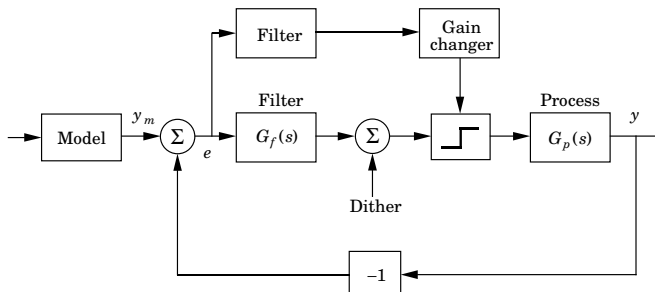 Filter
Gain
changer
Filter
Process
Model
y_m
Σ
e
G_f(s)
Σ
G_p(s)
y
Dither
−1